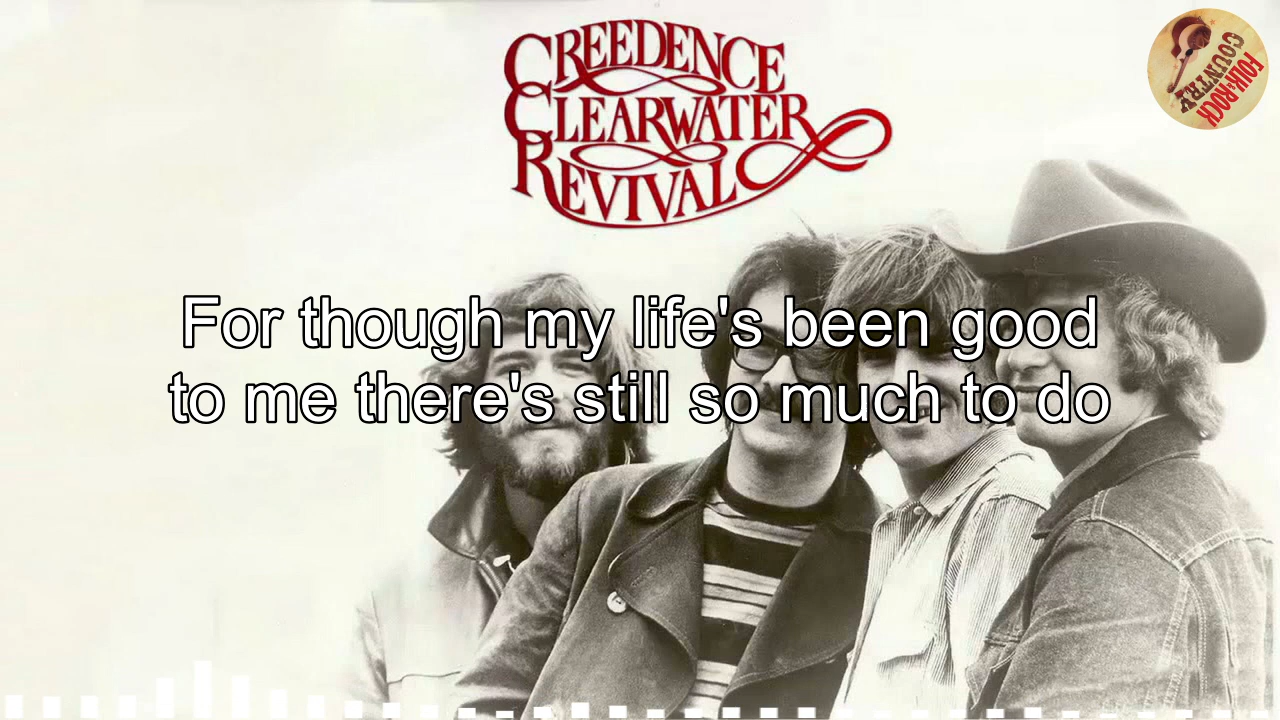 CREEDENCE
CLEARWATER
REVIVAL
COUNTRY
FOLK & ROCK
For though my life's been good
to me there's still so much to do